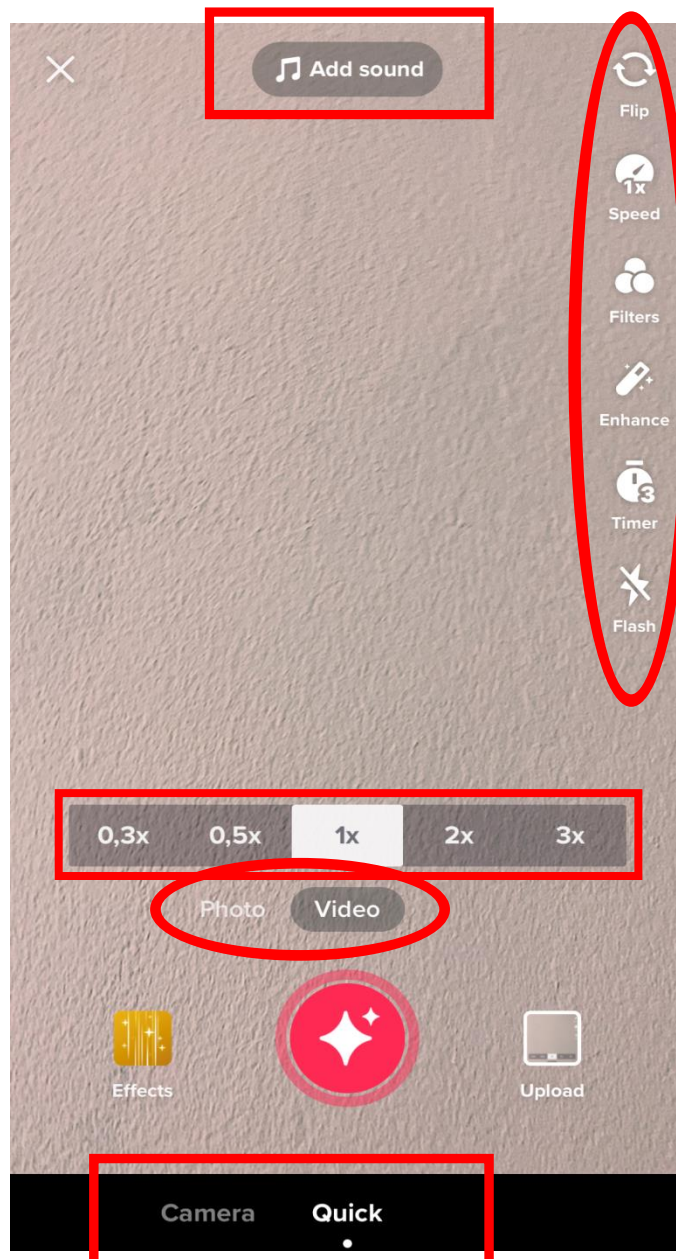 Add sound
Flip
1x
Speed
Filters
Enhance
3
Timer
Flash
0,3x 0,5x 1x 2x 3x
Photo Video
Effects
Upload
Camera Quick